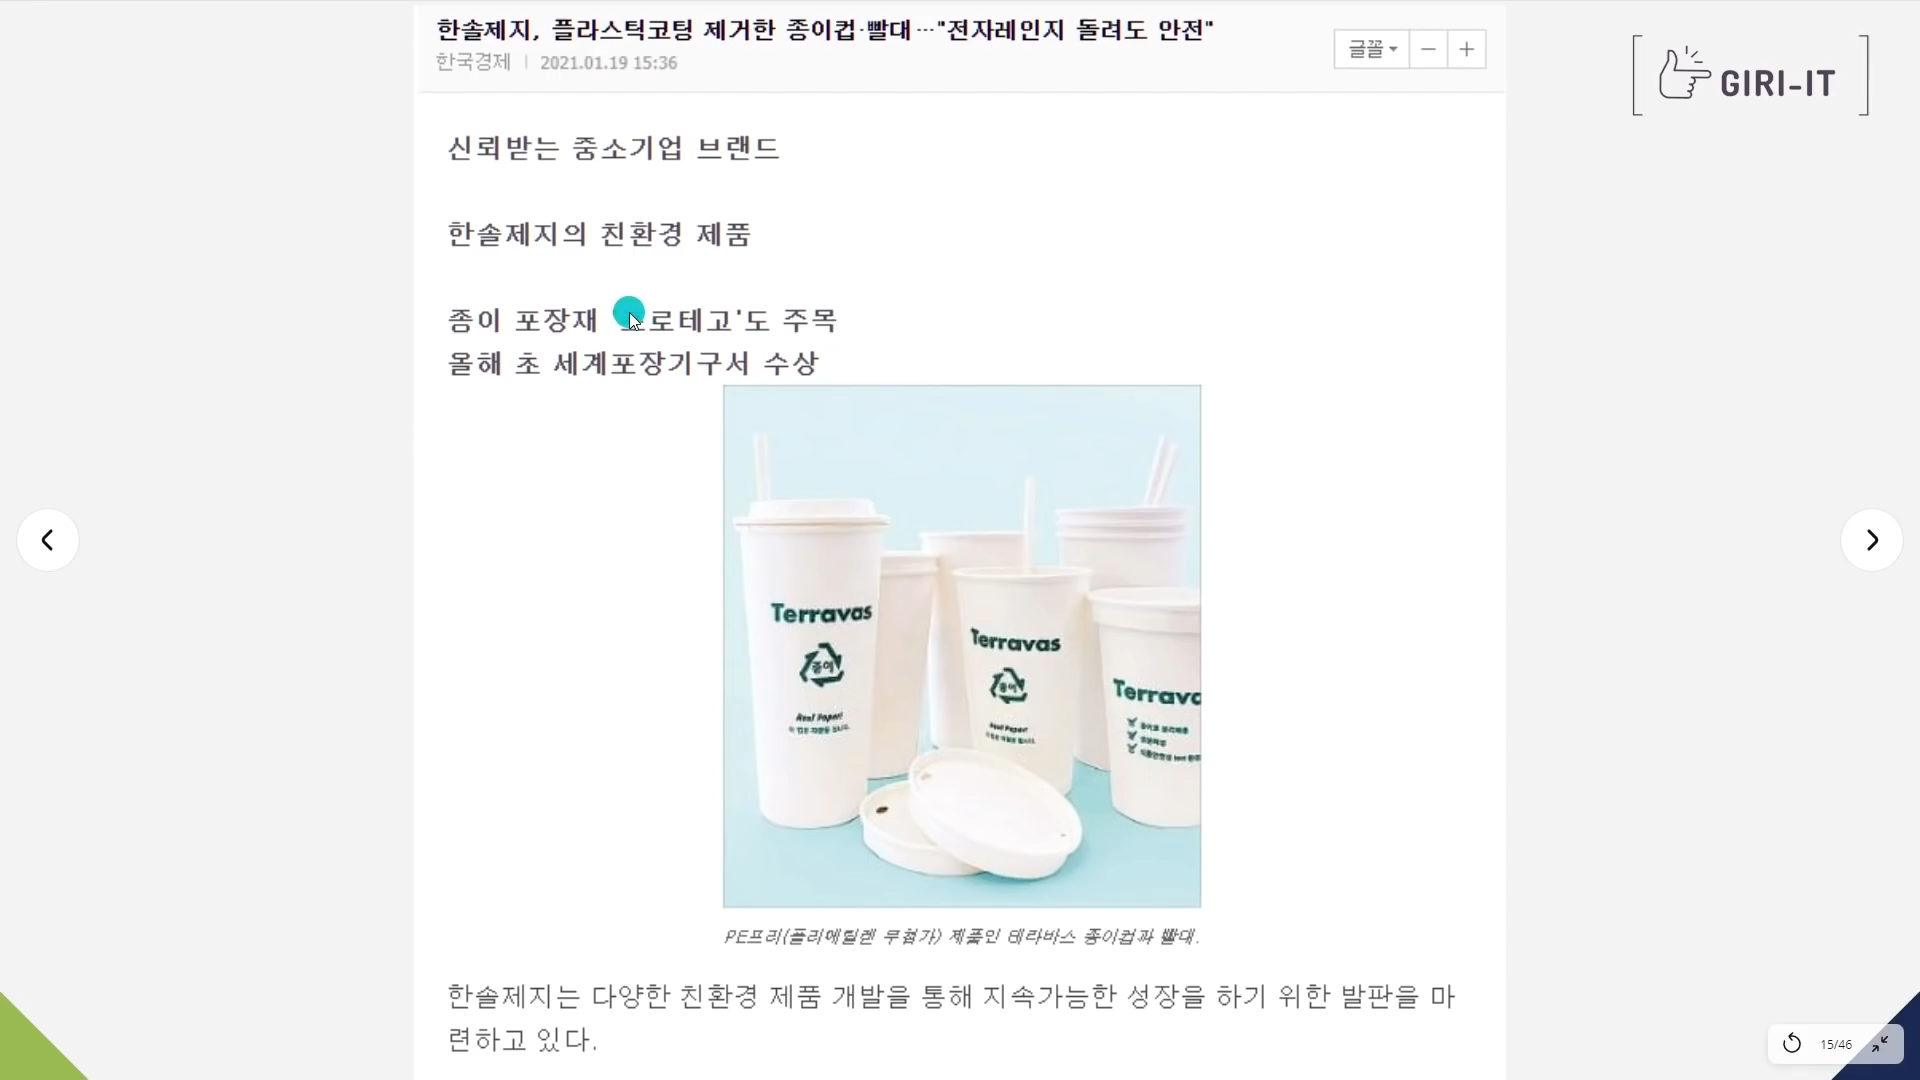 한솔제지, 플라스틱코팅 제거한 종이컵·빨대…"전자레인지 돌려도 안전"
한국경제 | 2021.01.19 15:36
글꼴
GIRI-IT
신뢰받는 중소기업 브랜드
한솔제지의 친환경 제품
종이 포장재 로테고'도 주목
올해 초 세계포장기구서 수상
Terravas
종이
Real Paper!
Terravas
종이
Real Paper!
Terrava
PE프리(폴리에틸렌 무첨가) 제품인 테라바스 종이컵과 빨대.
한솔제지는 다양한 친환경 제품 개발을 통해 지속가능한 성장을 하기 위한 발판을 마
련하고 있다.
15/46